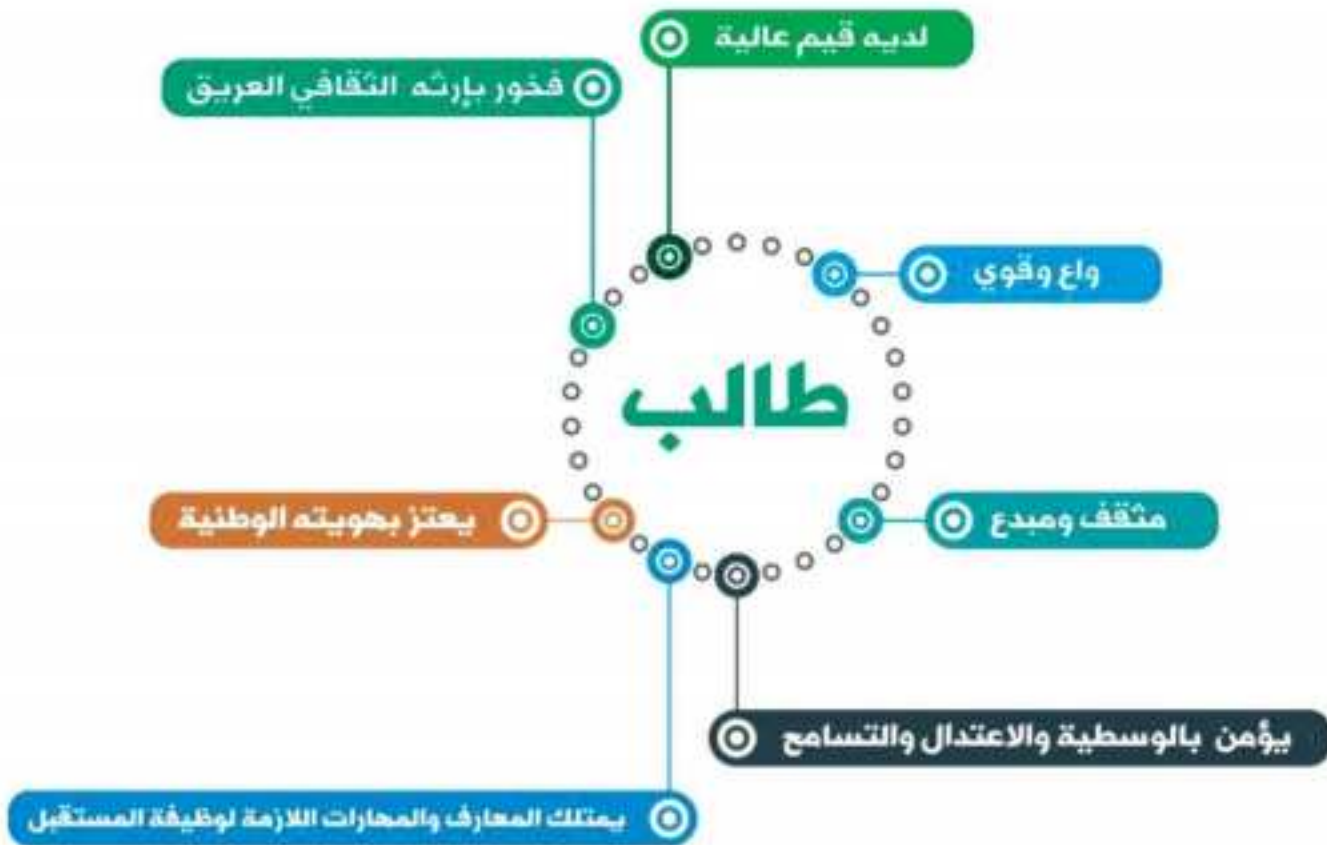 لديه قيم عالية
فخور بإرثه الثقافي العريق
واع وقوي
طالب
يعتز بهويته الوطنية
مثقف ومبدع
يؤمن بالوسطية والاعتدال والتسامح
يمتلك المعارف والمهارات اللازمة لوظيفة المستقبل